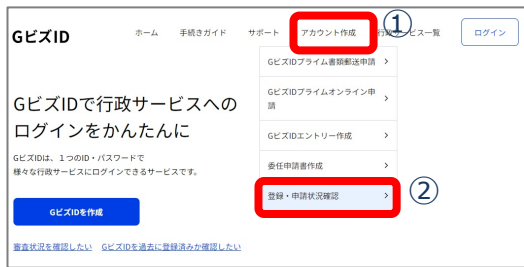 GビズID
ホーム 手続きガイド サポート アカウント作成 行政サービス一覧 ログイン
①
GビズIDプライム書類郵送申請 >
GビズIDプライムオンライン申
請 >
GビズIDエントリー作成 >
委任申請書作成 >
登録・申請状況確認 >
②
GビズIDで行政サービスへの
ログインをかんたんに
GビズIDは、1つのID・パスワードで
様々な行政サービスにログインできるサービスです。
GビズIDを作成
審査状況を確認したい GビズIDを過去に登録済みか確認したい